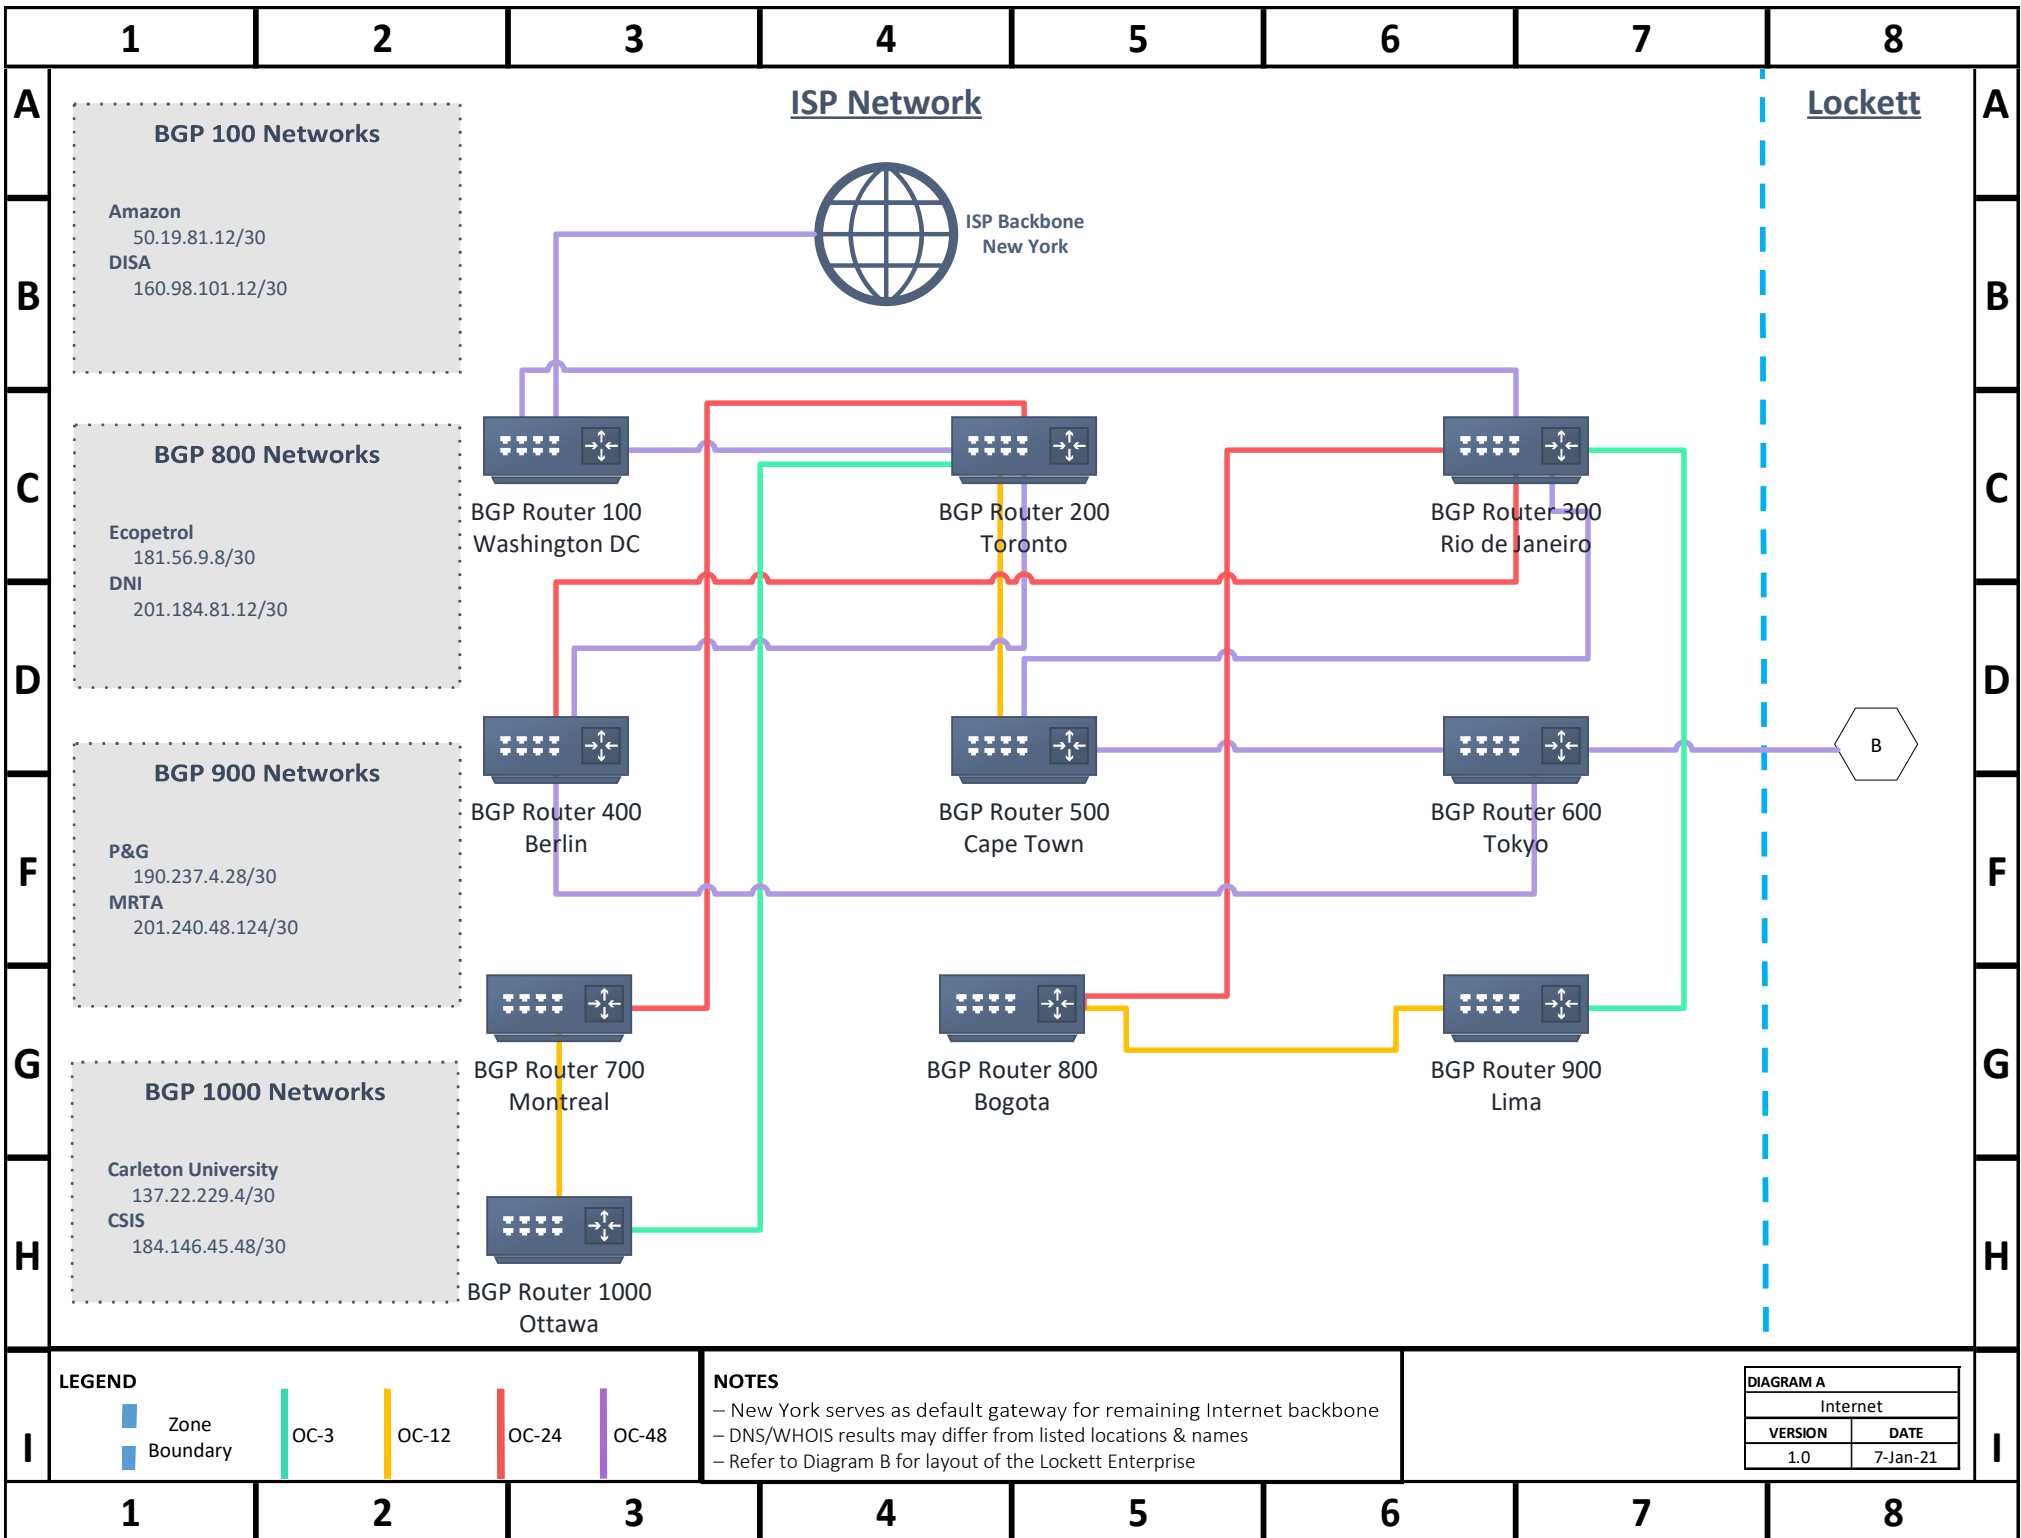 1 2 3 4 5 6 7 8
A
ISP Network
Lockett
A
BGP 100 Networks
Amazon
50.19.81.12/30
DISA
160.98.101.12/30
ISP Backbone
New York
B
B
BGP 800 Networks
Ecopetrol
181.56.9.8/30
DNI
201.184.81.12/30
C
C
BGP Router 100
Washington DC
BGP Router 200
Toronto
BGP Router 300
Rio de Janeiro
D
D
BGP 900 Networks
P&G
190.237.4.28/30
MRTA
201.240.48.124/30
B
BGP Router 400
Berlin
BGP Router 500
Cape Town
BGP Router 600
Tokyo
F
F
BGP Router 700
Montreal
BGP Router 800
Bogota
BGP Router 900
Lima
G
G
BGP 1000 Networks
Carleton University
137.22.229.4/30
CSIS
184.146.45.48/30
H
H
BGP Router 1000
Ottawa
I
LEGEND
Zone
Boundary
OC-3
OC-12
OC-24
OC-48
NOTES
– New York serves as default gateway for remaining Internet backbone
– DNS/WHOIS results may differ from listed locations & names
– Refer to Diagram B for layout of the Lockett Enterprise
DIAGRAM A
Internet
VERSION DATE
1.0 7-Jan-21
I
1 2 3 4 5 6 7 8